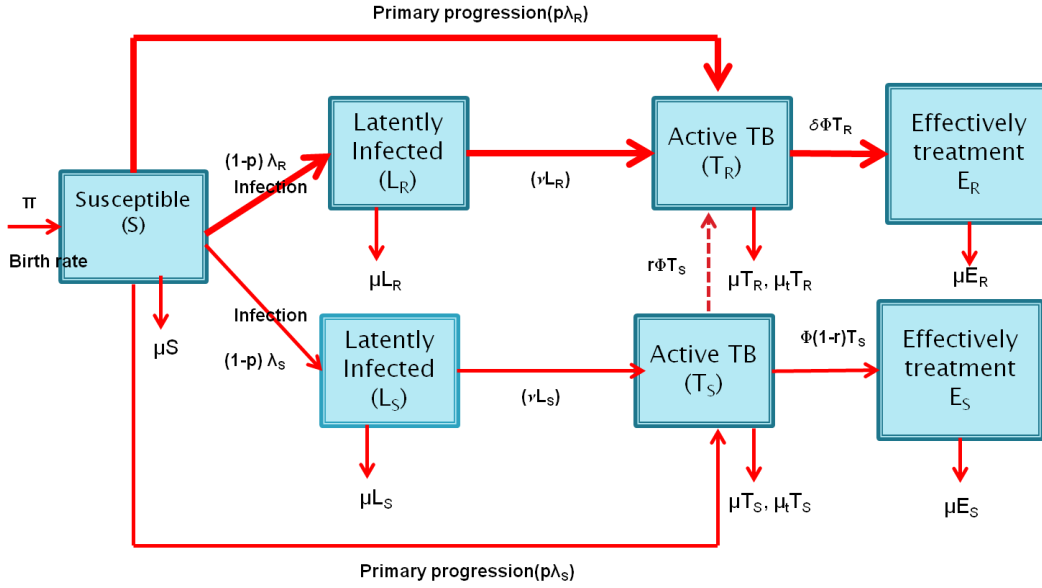 Primary progression(pλR)
Latently
Infected
(LR)
Active TB
(TR)
δΦTR
Effectively
treatment
ER
(1-p) λR
Infection
(νLR)
π
Susceptible
(S)
Birth rate
μLR
rΦTS
μTR, μtTR
μER
μS
Infection
(1-p) λS
Latently
Infected
(LS)
(νLS)
Active TB
(TS)
Φ(1-r)TS
Effectively
treatment
ES
μLS
μTS, μtTS
μES
Primary progression(pλS)